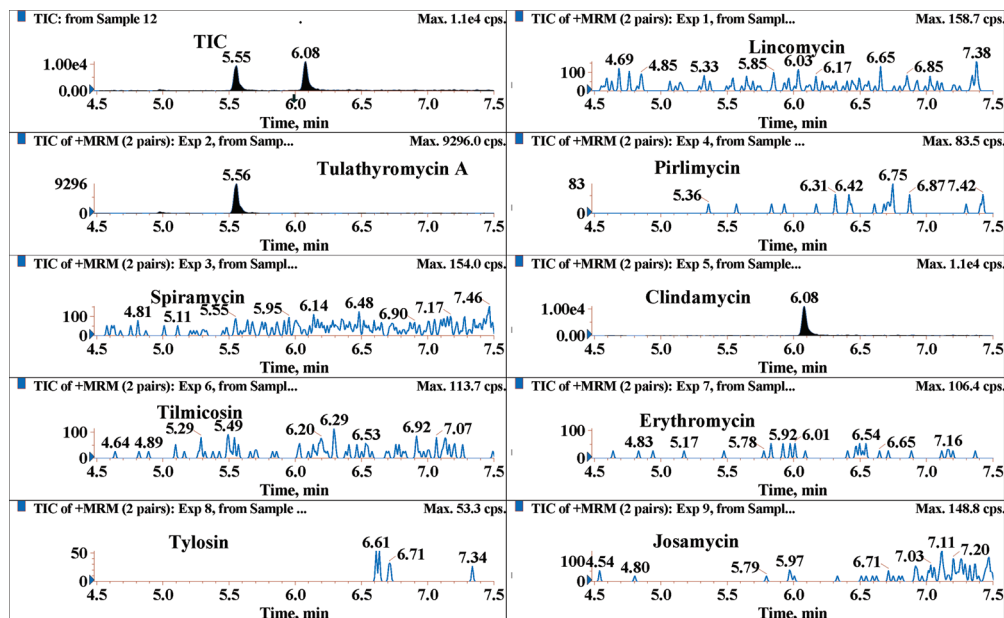 TIC: from Sample 12 . Max. 1.1e4 cps.
TIC
5.55 6.08
1.00e4
0.00
4.5 5.0 5.5 6.0 6.5 7.0 7.5
Time, min
TIC of +MRM (2 pairs): Exp 1, from Sampl... Max. 158.7 cps.
Lincomycin
4.69 4.85 5.33 5.85 6.03 6.17 6.65 6.85 7.38
100
0
4.5 5.0 5.5 6.0 6.5 7.0 7.5
Time, min
TIC of +MRM (2 pairs): Exp 2, from Samp... Max. 9296.0 cps.
Tulathyromycin A
5.56
9296
0
4.5 5.0 5.5 6.0 6.5 7.0 7.5
Time, min
TIC of +MRM (2 pairs): Exp 4, from Sample ... Max. 83.5 cps.
Pirlimycin
5.36 6.31 6.42 6.75 6.87 7.42
83
0
4.5 5.0 5.5 6.0 6.5 7.0 7.5
Time, min
TIC of +MRM (2 pairs): Exp 3, from Sampl... Max. 154.0 cps.
Spiramycin
4.81 5.11 5.55 5.95 6.14 6.48 6.90 7.17 7.46
100
0
4.5 5.0 5.5 6.0 6.5 7.0 7.5
Time, min
TIC of +MRM (2 pairs): Exp 5, from Sample... Max. 1.1e4 cps.
Clindamycin
6.08
1.00e4
0.00
4.5 5.0 5.5 6.0 6.5 7.0 7.5
Time, min
TIC of +MRM (2 pairs): Exp 6, from Sampl... Max. 113.7 cps.
Tilmicosin
4.64 4.89 5.29 5.49 6.20 6.29 6.53 6.92 7.07
100
0
4.5 5.0 5.5 6.0 6.5 7.0 7.5
Time, min
TIC of +MRM (2 pairs): Exp 7, from Sampl... Max. 106.4 cps.
Erythromycin
4.83 5.17 5.78 5.92 6.01 6.54 6.65 7.16
100
0
4.5 5.0 5.5 6.0 6.5 7.0 7.5
Time, min
TIC of +MRM (2 pairs): Exp 8, from Sample ... Max. 53.3 cps.
Tylosin
6.61 6.71 7.34
50
0
4.5 5.0 5.5 6.0 6.5 7.0 7.5
Time, min
TIC of +MRM (2 pairs): Exp 9, from Sampl... Max. 148.8 cps.
Josamycin
4.54 4.80 5.79 5.97 6.71 7.03 7.11 7.20
100
0
4.5 5.0 5.5 6.0 6.5 7.0 7.5
Time, min